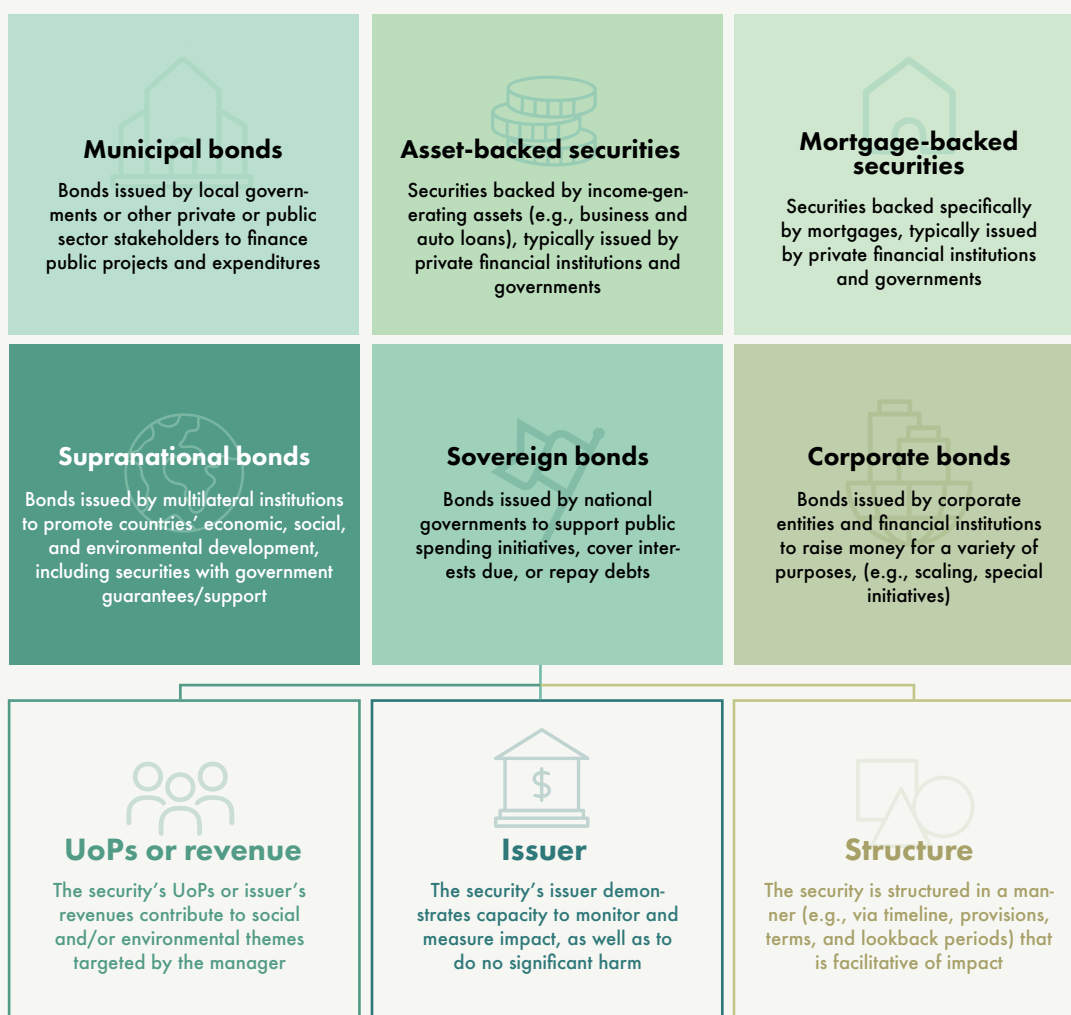 Municipal bonds
Bonds issued by local govern-
ments or other private or public
sector stakeholders to finance
public projects and expenditures
Asset-backed securities
Securities backed by income-gen-
erating assets (e.g., business and
auto loans), typically issued by
private financial institutions and
governments
Mortgage-backed
securities
Securities backed specifically
by mortgages, typically issued
by private financial institutions
and governments
Supranational bonds
Bonds issued by multilateral institutions
to promote countries’ economic, social,
and environmental development,
including securities with government
guarantees/support
Sovereign bonds
Bonds issued by national
governments to support public
spending initiatives, cover inter-
ests due, or repay debts
Corporate bonds
Bonds issued by corporate
entities and financial institutions
to raise money for a variety of
purposes, (e.g., scaling, special
initiatives)
UoPs or revenue
The security’s UoPs or issuer’s
revenues contribute to social
and/or environmental themes
targeted by the manager
$
Issuer
The security’s issuer demon-
strates capacity to monitor and
measure impact, as well as to
do no significant harm
Structure
The security is structured in a man-
ner (e.g., via timeline, provisions,
terms, and lookback periods) that
is facilitative of impact